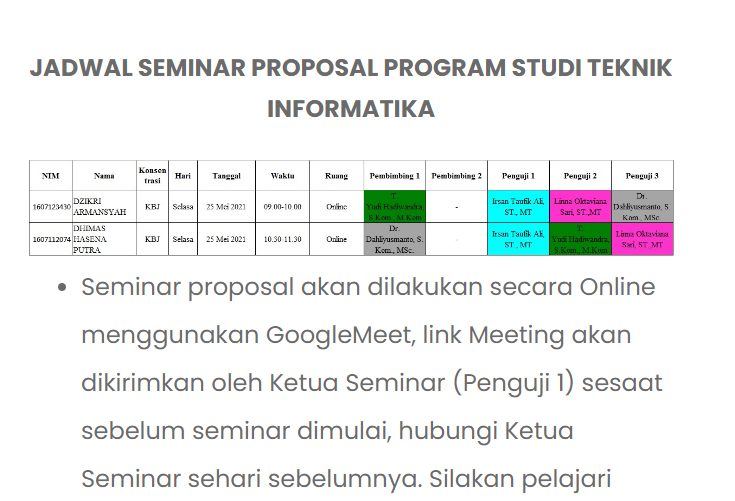 JADWAL SEMINAR PROPOSAL PROGRAM STUDI TEKNIK
INFORMATIKA
NIM Nama Konsen trasi Hari Tanggal Waktu Ruang Pembimbing 1 Pembimbing 2 Penguji 1 Penguji 2 Penguji 3
1607123430 DZIKRI ARMANSYAH KBJ Selasa 25 Mei 2021 09.00-10.00 Online T. Yudi Hadiwandra, S.Kom., M.Kom - Irsan Taufik Ali, ST., MT Linna Oktaviana Sari, ST.,MT Dr. Dahliyusmanto, S. Kom., MSc.
1607112074 DHIMAS HASENA PUTRA KBJ Selasa 25 Mei 2021 10.30-11.30 Online Dr. Dahliyusmanto, S. Kom., MSc. - Irsan Taufik Ali, ST., MT T. Yudi Hadiwandra, S.Kom., M.Kom Linna Oktaviana Sari, ST.,MT
• Seminar proposal akan dilakukan secara Online
menggunakan GoogleMeet, link Meeting akan
dikirimkan oleh Ketua Seminar (Penguji 1) sesaat
sebelum seminar dimulai, hubungi Ketua
Seminar sehari sebelumnya. Silakan pelajari